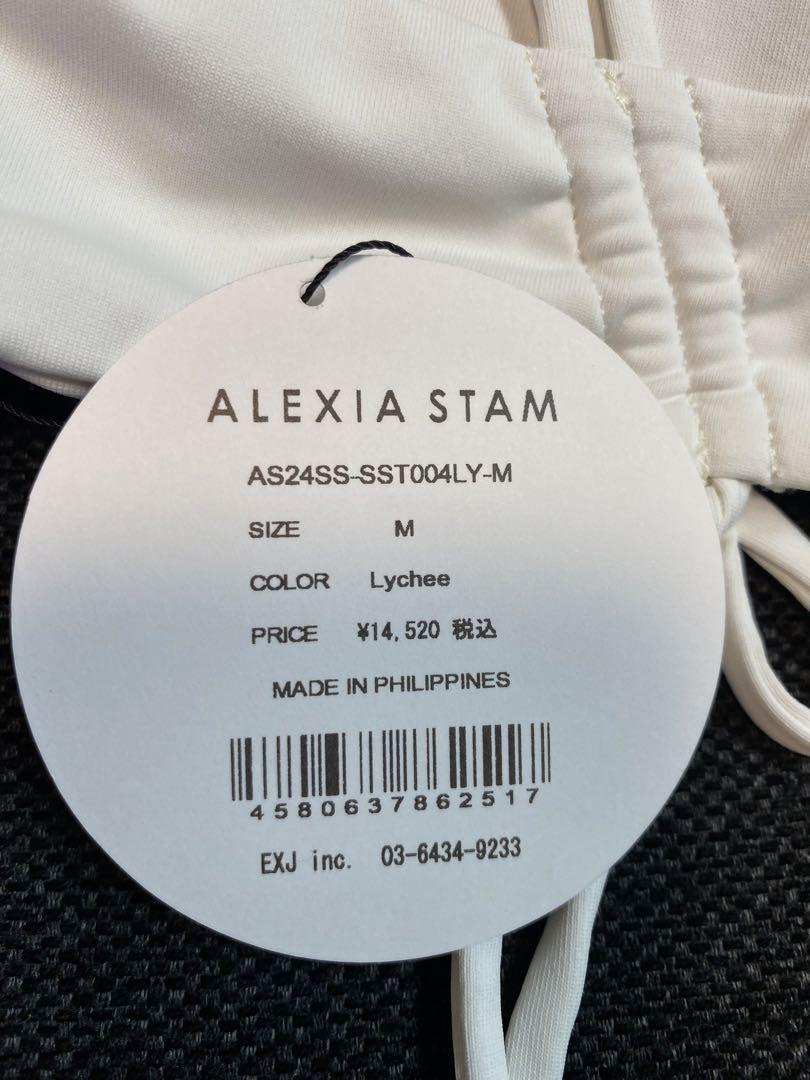 ALEXIA STAM
AS24SS-SST004LY-M
SIZE M
COLOR Lychee
PRICE ¥14,520 税込
MADE IN PHILIPPINES
4580637862517
EXJ inc. 03-6434-9233